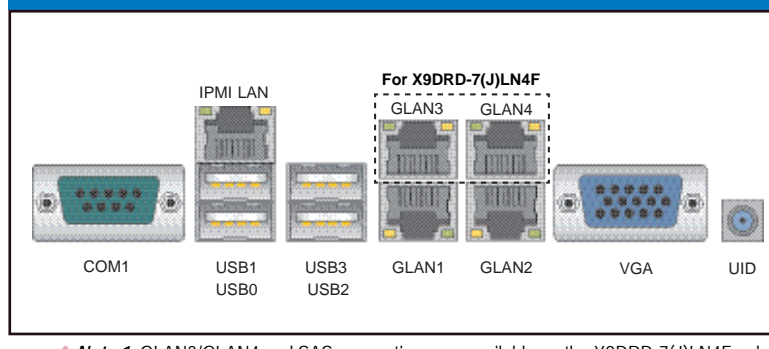 For X9DRD-7(J)LN4F
IPMI LAN
GLAN3 GLAN4
COM1
USB1
USB0
USB3
USB2
GLAN1
GLAN2
VGA
UID